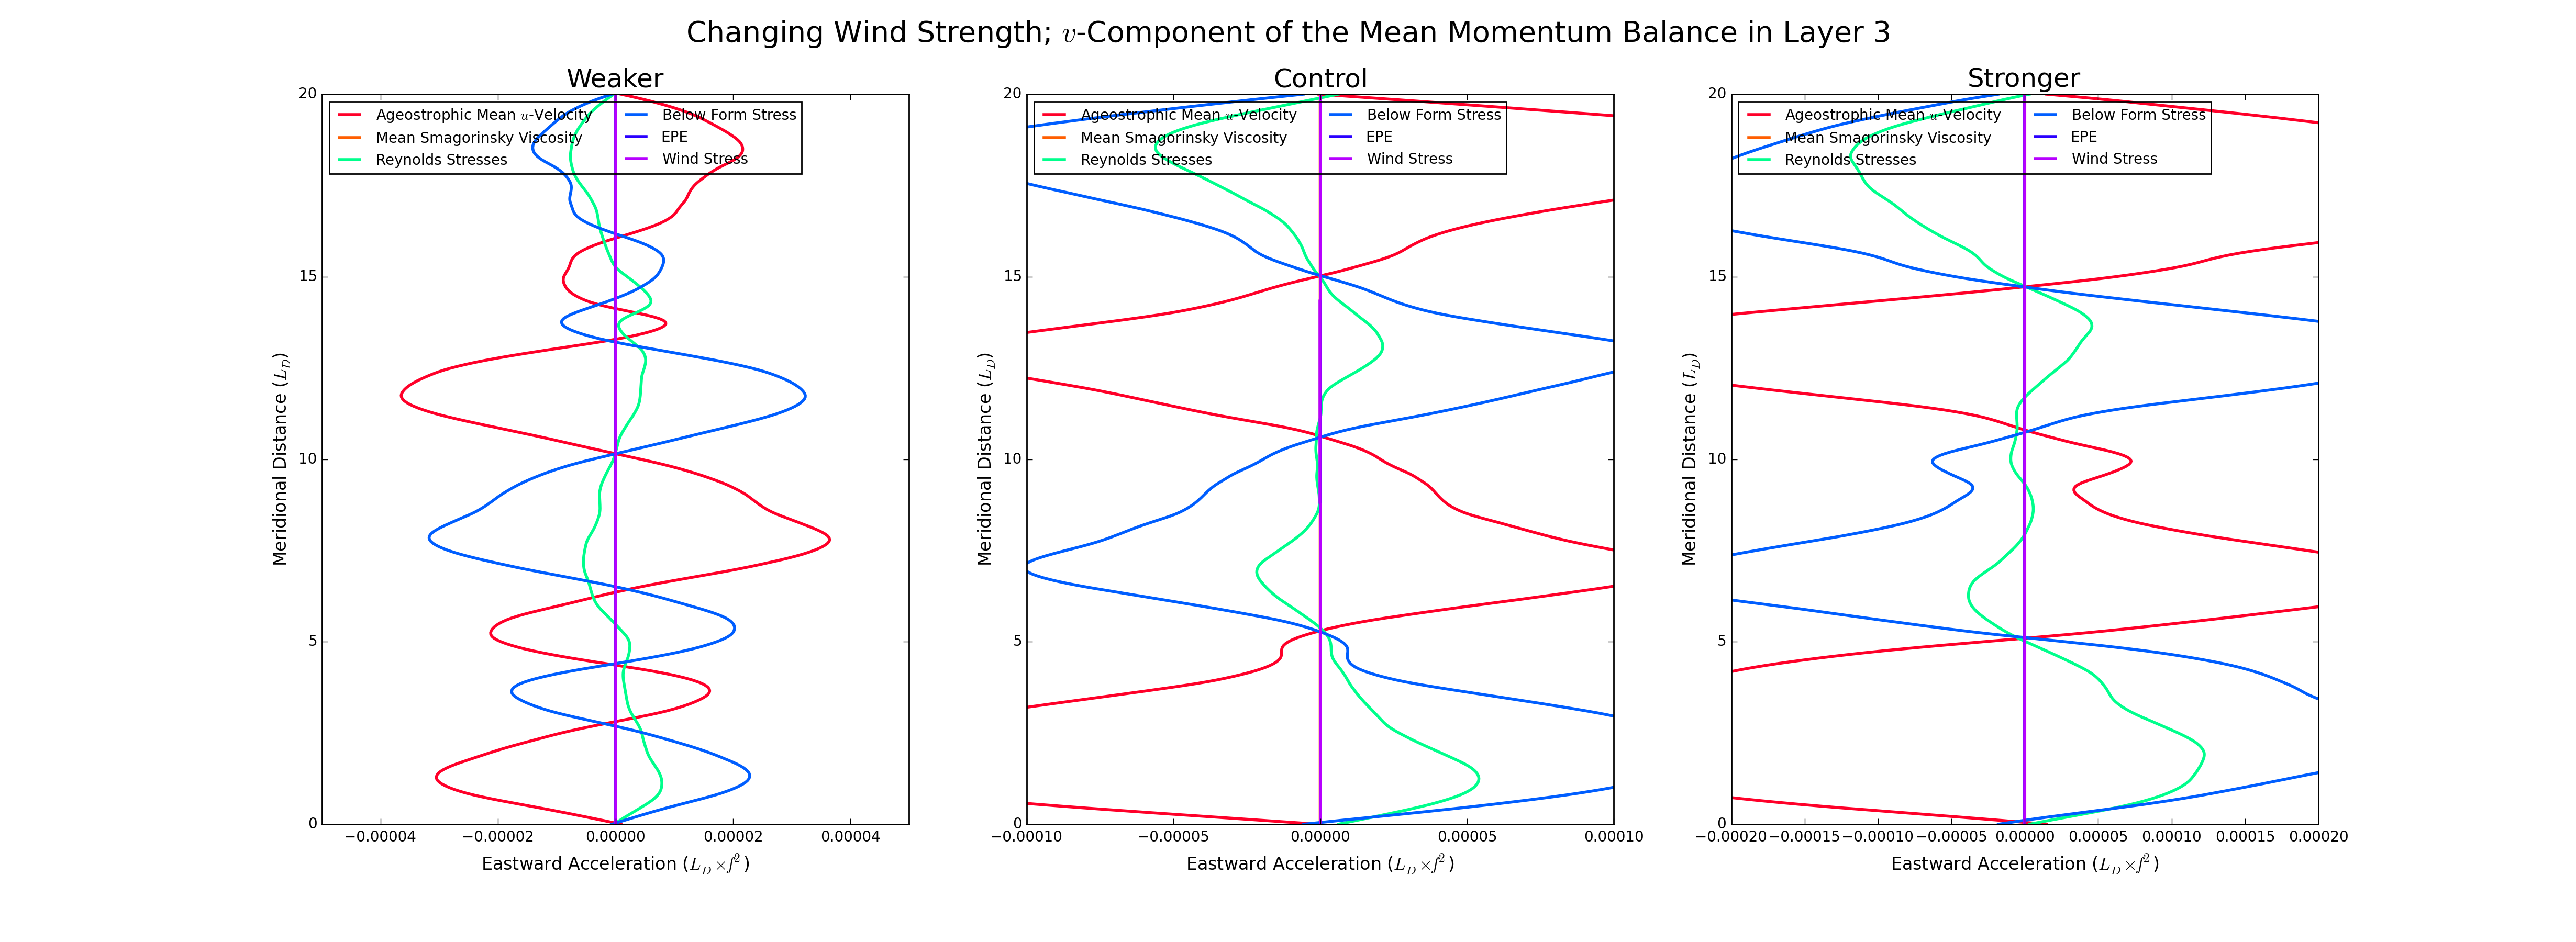 Changing Wind Strength; v-Component of the Mean Momentum Balance in Layer 3
Weaker
Ageostrophic Mean u-Velocity
Mean Smagorinsky Viscosity
Reynolds Stresses
Below Form Stress
EPE
Wind Stress
20
15
10
5
0
Meridional Distance (L_D)
−0.00004 −0.00002 0.00000 0.00002 0.00004
Eastward Acceleration (L_D×f²)
Control
Ageostrophic Mean u-Velocity
Mean Smagorinsky Viscosity
Reynolds Stresses
Below Form Stress
EPE
Wind Stress
20
15
10
5
0
Meridional Distance (L_D)
−0.00010 −0.00005 0.00000 0.00005 0.00010
Eastward Acceleration (L_D×f²)
Stronger
Ageostrophic Mean u-Velocity
Mean Smagorinsky Viscosity
Reynolds Stresses
Below Form Stress
EPE
Wind Stress
20
15
10
5
0
Meridional Distance (L_D)
−0.00020 −0.00015 −0.00010 −0.00005 0.00000 0.00005 0.00010 0.00015 0.00020
Eastward Acceleration (L_D×f²)